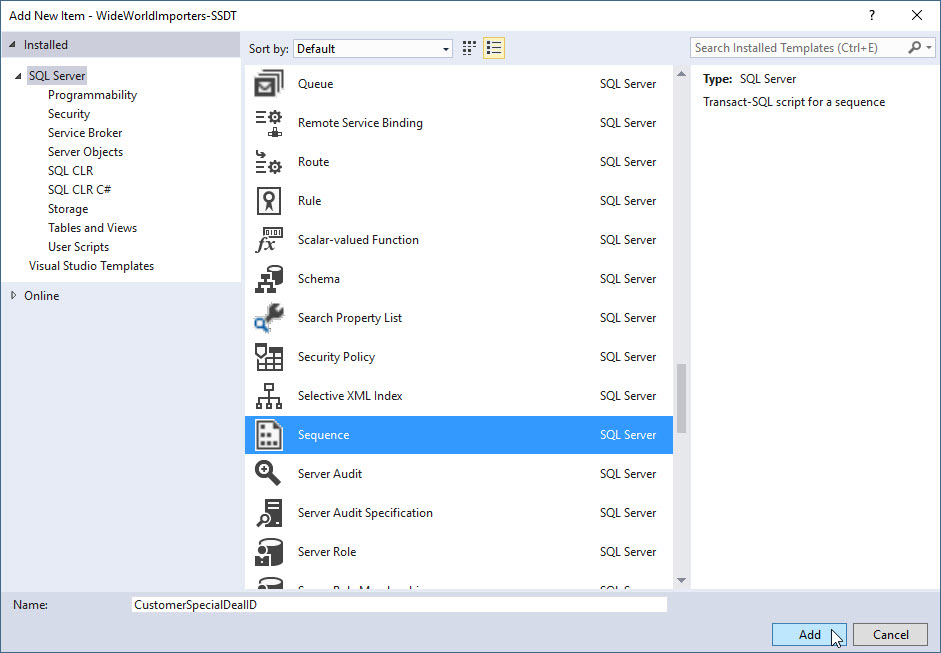 Add New Item - WideWorldImporters-SSDT
?
Installed
Sort by: Default
Search Installed Templates (Ctrl+E)
SQL Server
Programmability
Security
Service Broker
Server Objects
SQL CLR
SQL CLR C#
Storage
Tables and Views
User Scripts
Visual Studio Templates
Online
Queue SQL Server
Remote Service Binding SQL Server
Route SQL Server
Rule SQL Server
Scalar-valued Function SQL Server
Schema SQL Server
Search Property List SQL Server
Security Policy SQL Server
Selective XML Index SQL Server
Sequence SQL Server
Server Audit SQL Server
Server Audit Specification SQL Server
Server Role SQL Server
Type: SQL Server
Transact-SQL script for a sequence
Name: CustomerSpecialDealID
Add Cancel